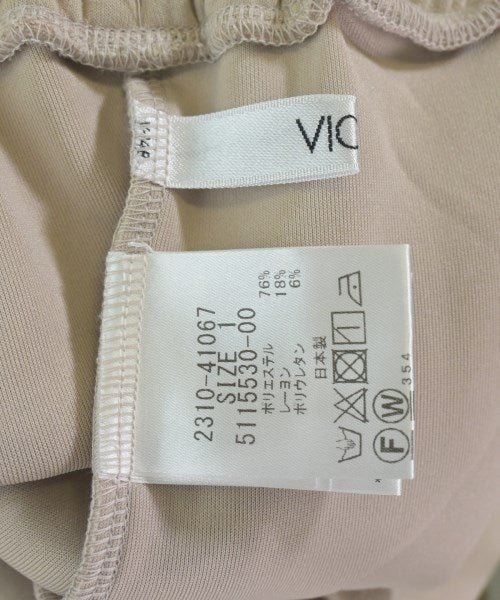 VIC
2310-41067
SIZE 1
5115530-00
ポリエステル 76%
レーヨン 18%
ポリウレタン 6%
日本製
F W
354